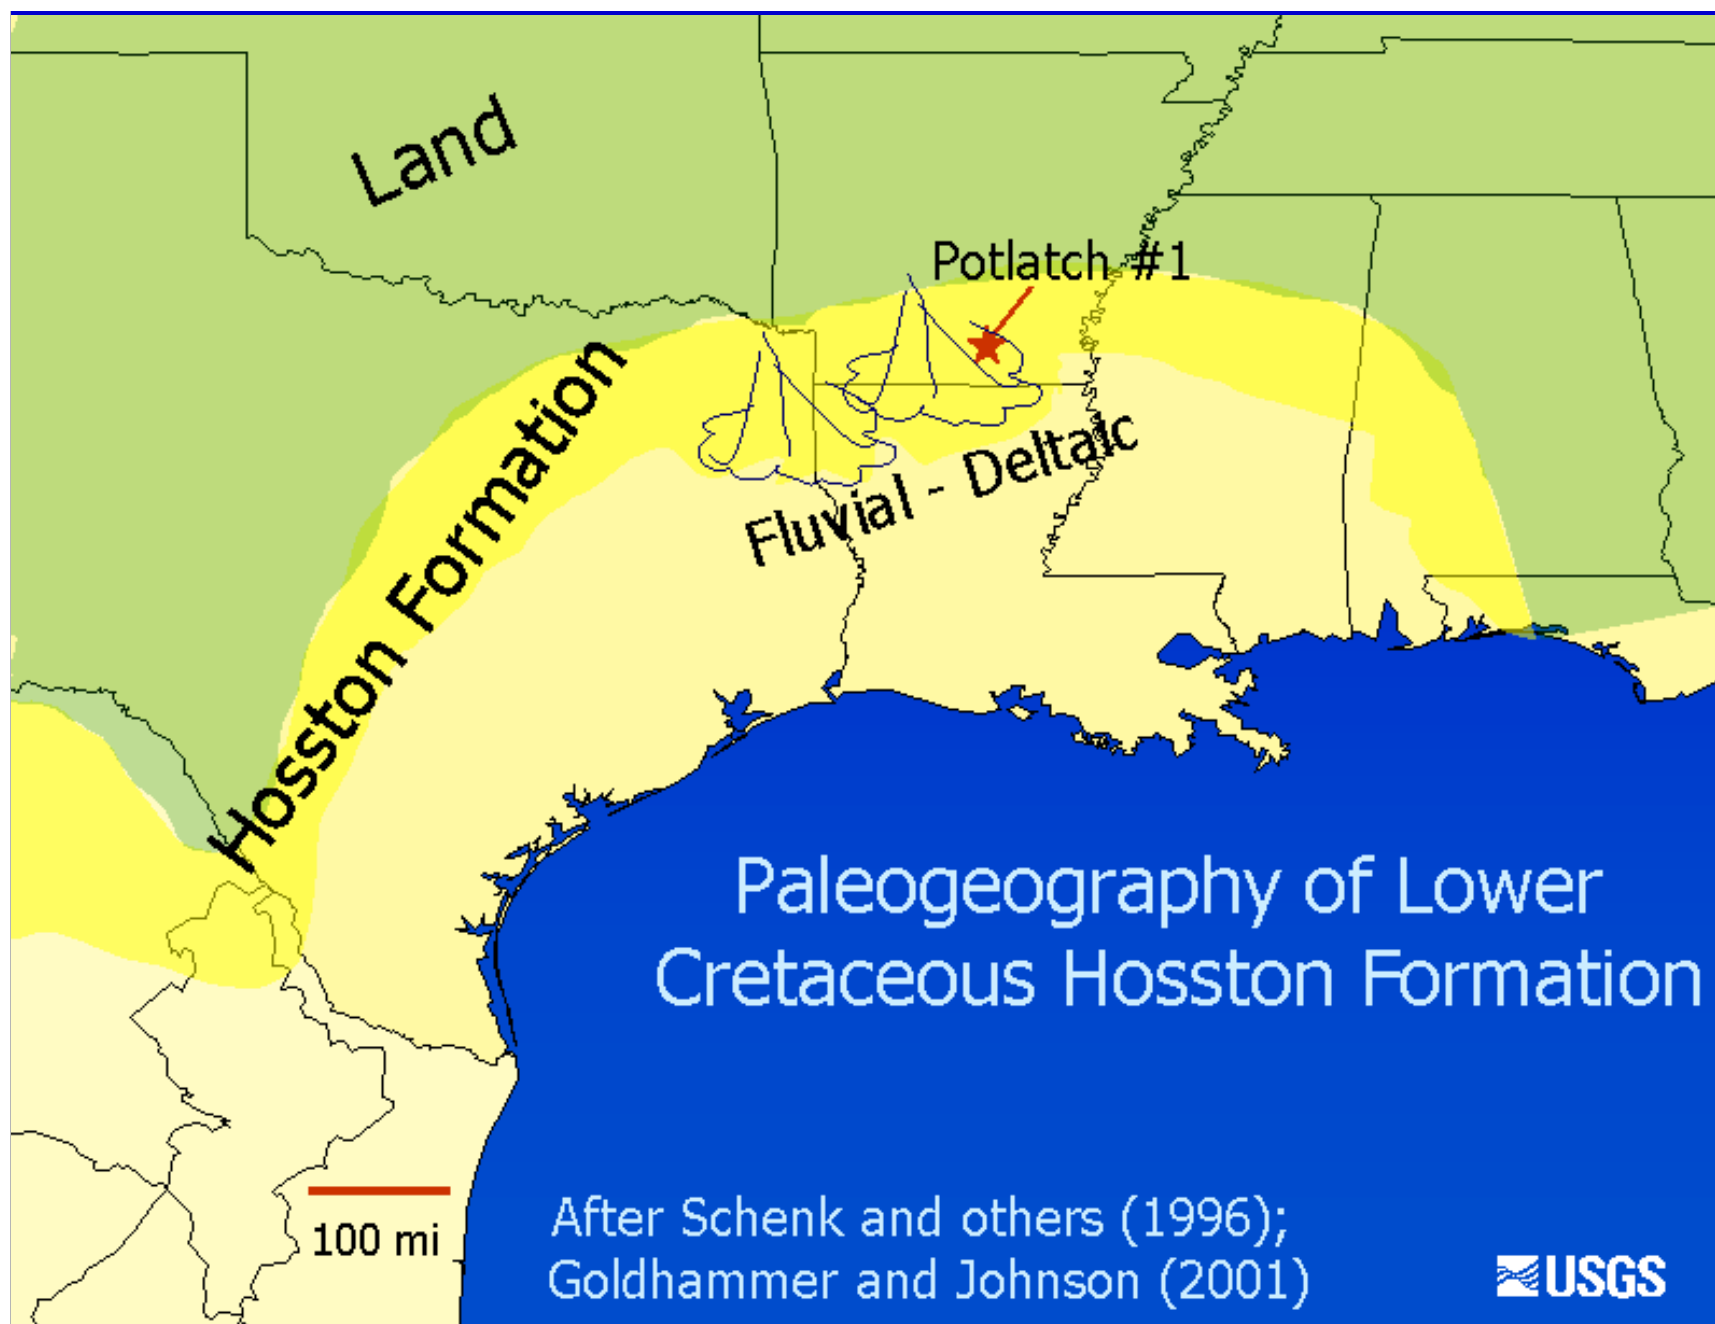 Land
Potlatch #1
Hosston Formation
Fluvial - Deltaic
Paleogeography of Lower
Cretaceous Hosston Formation
100 mi
After Schenk and others (1996);
Goldhammer and Johnson (2001)
USGS